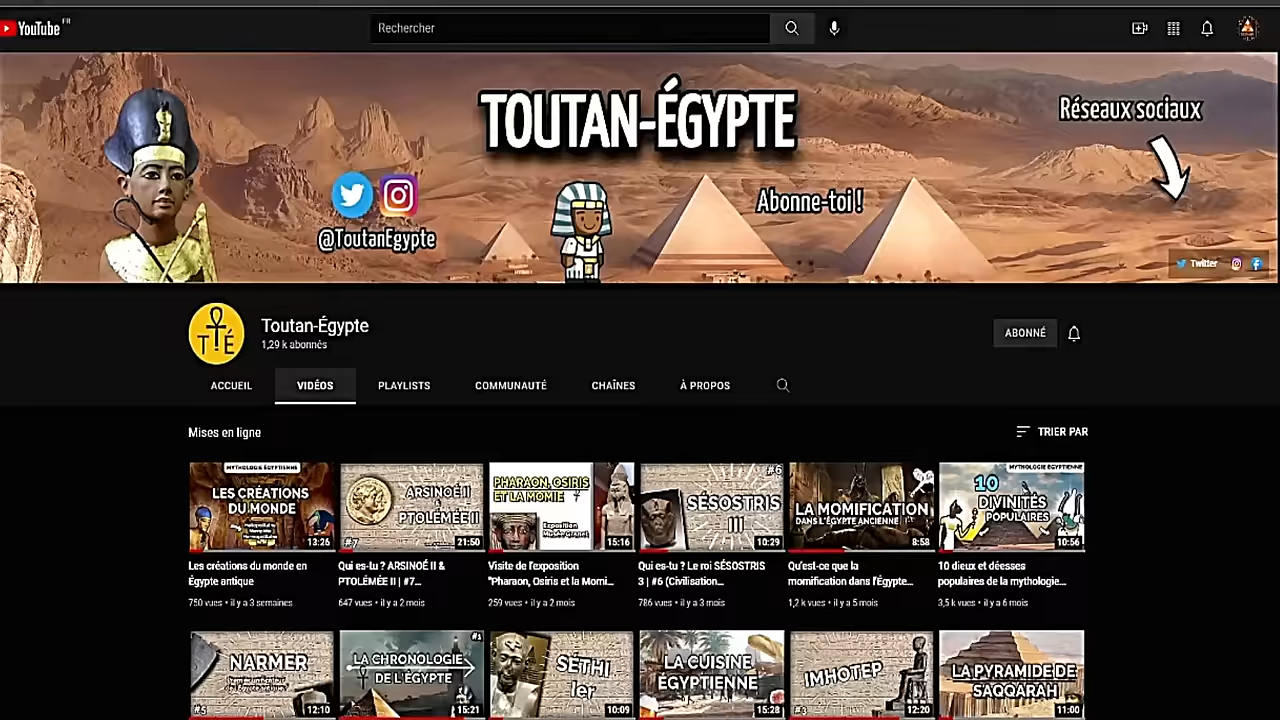 YouTube FR
Rechercher
TOUTAN-ÉGYPTE
Réseaux sociaux
Abonne-toi !
@ToutanEgypte
Twitter
T É
Toutan-Égypte
1,29 k abonnés
ABONNÉ
ACCUEIL
VIDÉOS
PLAYLISTS
COMMUNAUTÉ
CHAÎNES
À PROPOS
Mises en ligne
TRIER PAR
MYTHOLOGIE ÉGYPTIENNE
LES CRÉATIONS
DU MONDE
13:26
ARSINOÉ II
PTOLÉMÉE II
#7
21:50
PHARAON, OSIRIS
ET LA MOMIE
Exposition
Musée Granet
15:16
#6
SÉSOSTRIS
III
10:29
LA MOMIFICATION
DANS L'ÉGYPTE ANCIENNE
8:58
MYTHOLOGIE ÉGYPTIENNE
10
DIVINITÉS
POPULAIRES
10:56
Les créations du monde en
Égypte antique
750 vues • il y a 3 semaines
Qui es-tu ? ARSINOÉ II &
PTOLÉMÉE II | #7...
647 vues • il y a 2 mois
Visite de l'exposition
"Pharaon, Osiris et la Momi...
259 vues • il y a 2 mois
Qui es-tu ? Le roi SÉSOSTRIS
3 | #6 (Civilisation...
786 vues • il y a 3 mois
Qu'est-ce que la
momification dans l'Égypte...
1,2 k vues • il y a 5 mois
10 dieux et déesses
populaires de la mythologie...
3,5 k vues • il y a 6 mois
NARMER
#5
12:10
#1
LA CHRONOLOGIE
DE L'ÉGYPTE
15:21
SÉTHI
Ier
10:09
LA CUISINE
ÉGYPTIENNE
15:28
IMHOTEP
#3
12:20
LA PYRAMIDE DE
SAQQARAH
11:00